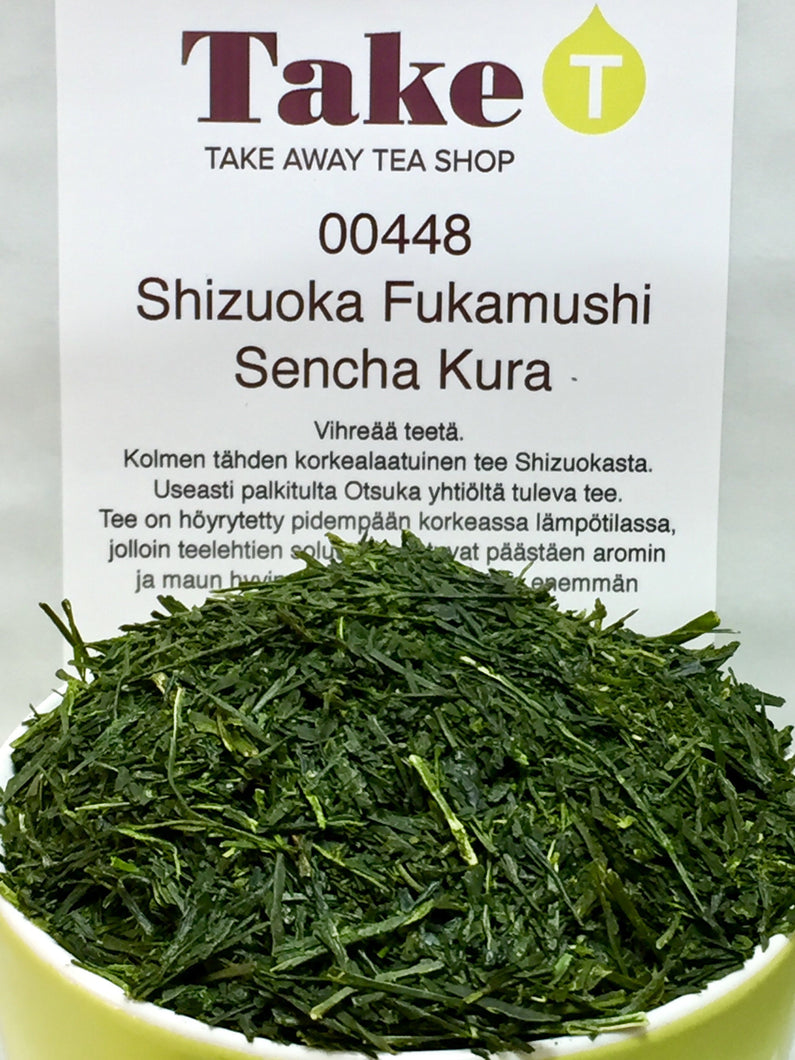 Take T
TAKE AWAY TEA SHOP
00448
Shizuoka Fukamushi
Sencha Kura
Vihreää teetä.
Kolmen tähden korkealaatuinen tee Shizuokasta.
Useasti palkitulta Otsuka yhtiöltä tuleva tee.
Tee on höyrytetty pidempään korkeassa lämpötilassa,
jolloin teelehtien päästäen aromin
ja maun enemmän